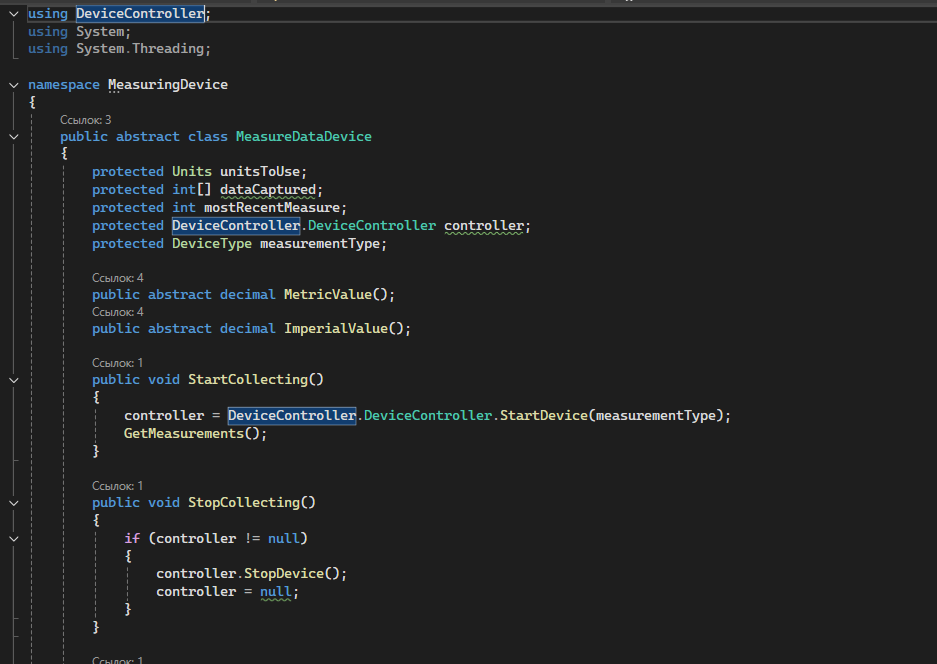 using DeviceController;
using System;
using System.Threading;
namespace MeasuringDevice
{
Ссылок: 3
public abstract class MeasureDataDevice
{
protected Units unitsToUse;
protected int[] dataCaptured;
protected int mostRecentMeasure;
protected DeviceController.DeviceController controller;
protected DeviceType measurementType;
Ссылок: 4
public abstract decimal MetricValue();
Ссылок: 4
public abstract decimal ImperialValue();
Ссылок: 1
public void StartCollecting()
{
controller = DeviceController.DeviceController.StartDevice(measurementType);
GetMeasurements();
}
Ссылок: 1
public void StopCollecting()
{
if (controller != null)
{
controller.StopDevice();
controller = null;
}
}
Ссылок: 1